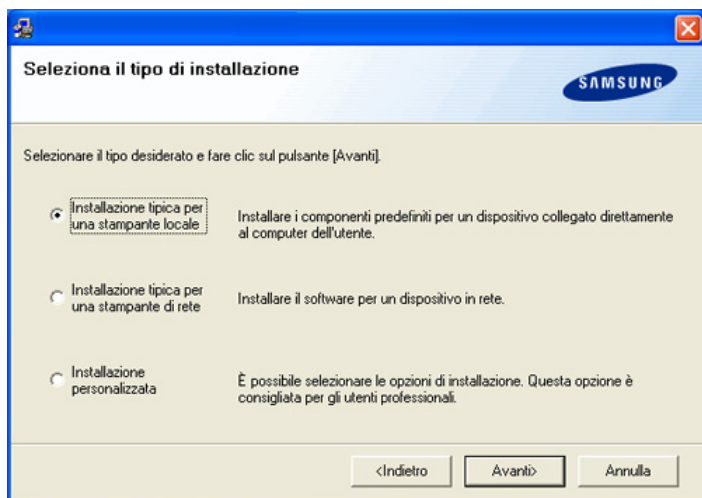 Seleziona il tipo di installazione
SAMSUNG
Selezionare il tipo desiderato e fare clic sul pulsante [Avanti].
Installazione tipica per
una stampante locale
Installare i componenti predefiniti per un dispositivo collegato direttamente
al computer dell'utente.
Installazione tipica per
una stampante di rete
Installare il software per un dispositivo in rete.
Installazione
personalizzata
È possibile selezionare le opzioni di installazione. Questa opzione è
consigliata per gli utenti professionali.
<Indietro
Avanti>
Annulla